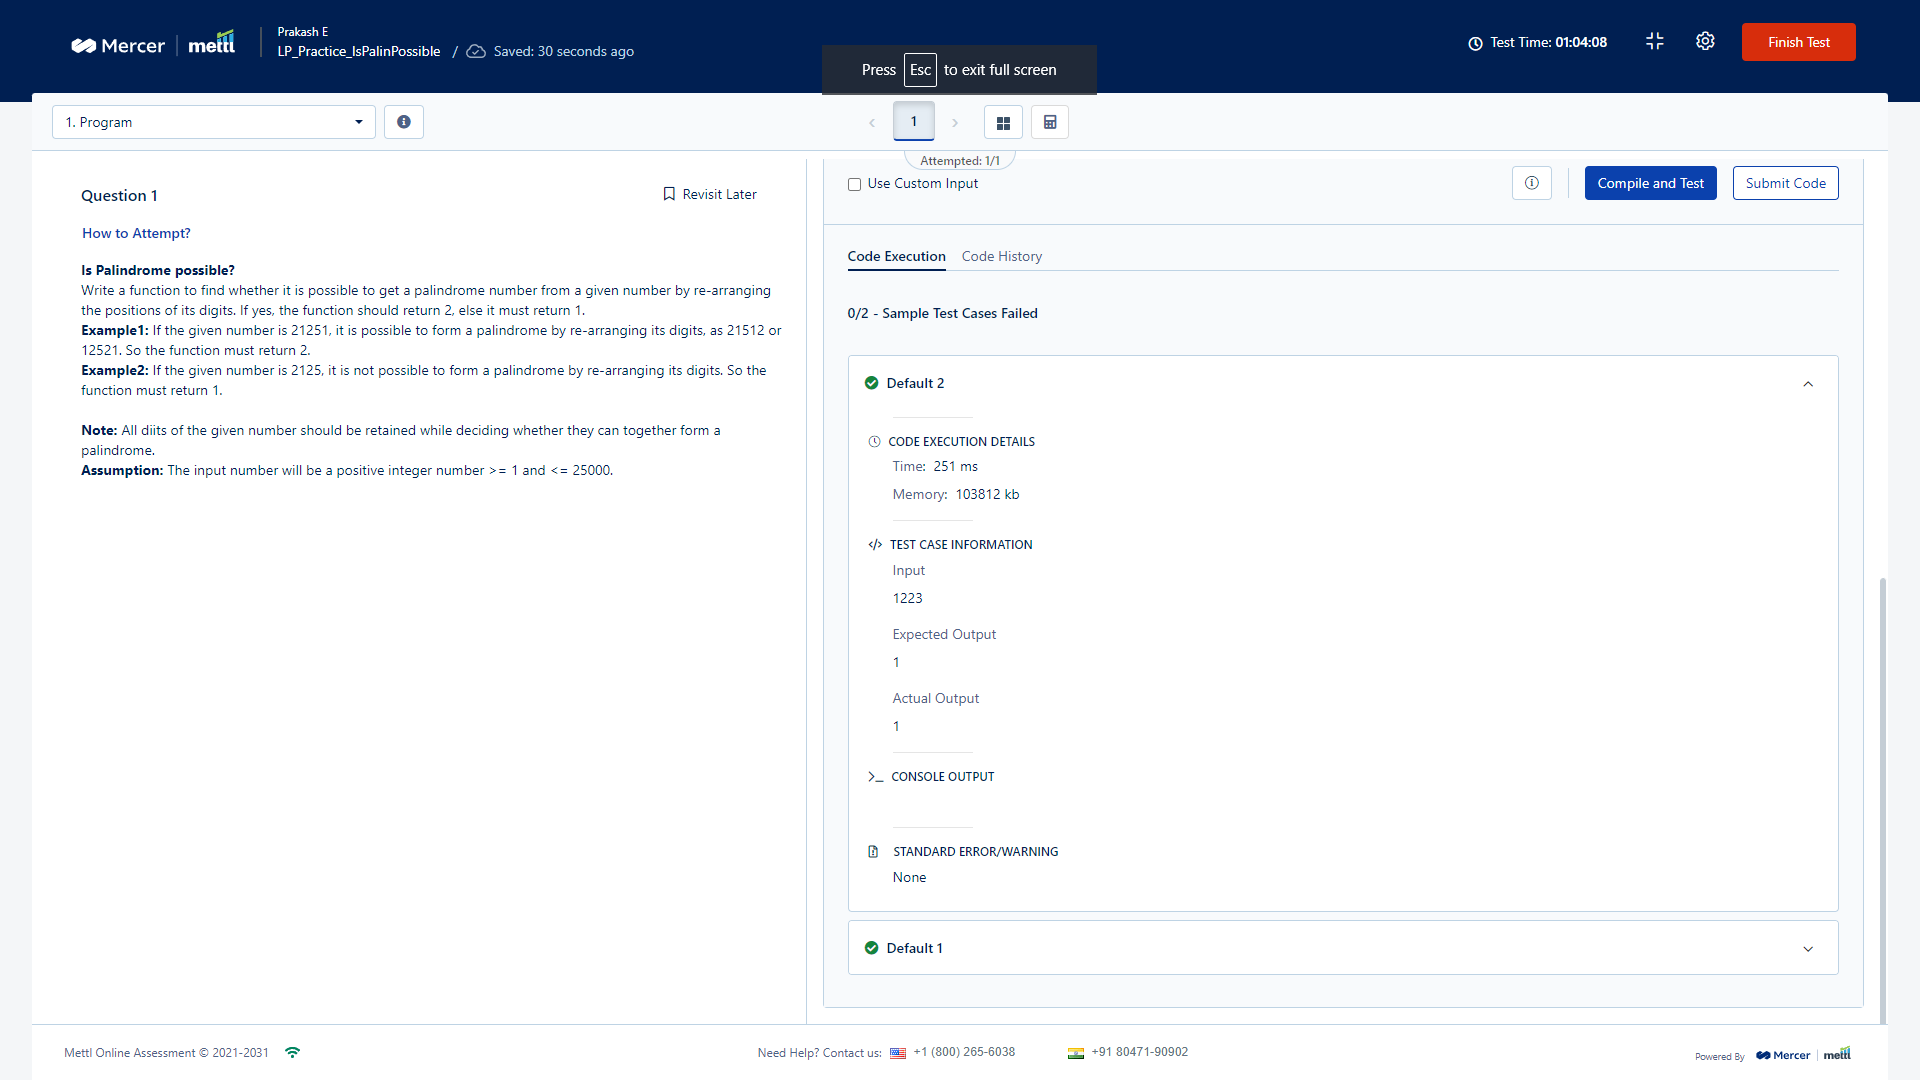 Mercer | mettl
Prakash E
LP_Practice_IsPalinPossible / Saved: 30 seconds ago
Press Esc to exit full screen
Test Time: 01:04:08
Finish Test
1. Program
1
Attempted: 1/1
Question 1
Revisit Later
How to Attempt?
Is Palindrome possible?
Write a function to find whether it is possible to get a palindrome number from a given number by re-arranging
the positions of its digits. If yes, the function should return 2, else it must return 1.
Example1: If the given number is 21251, it is possible to form a palindrome by re-arranging its digits, as 21512 or
12521. So the function must return 2.
Example2: If the given number is 2125, it is not possible to form a palindrome by re-arranging its digits. So the
function must return 1.
Note: All diits of the given number should be retained while deciding whether they can together form a
palindrome.
Assumption: The input number will be a positive integer number >= 1 and <= 25000.
Use Custom Input
Compile and Test
Submit Code
Code Execution
Code History
0/2 - Sample Test Cases Failed
Default 2
CODE EXECUTION DETAILS
Time: 251 ms
Memory: 103812 kb
TEST CASE INFORMATION
Input
1223
Expected Output
1
Actual Output
1
CONSOLE OUTPUT
STANDARD ERROR/WARNING
None
Default 1
Mettl Online Assessment © 2021-2031
Need Help? Contact us: +1 (800) 265-6038
+91 80471-90902
Powered By Mercer | mettl